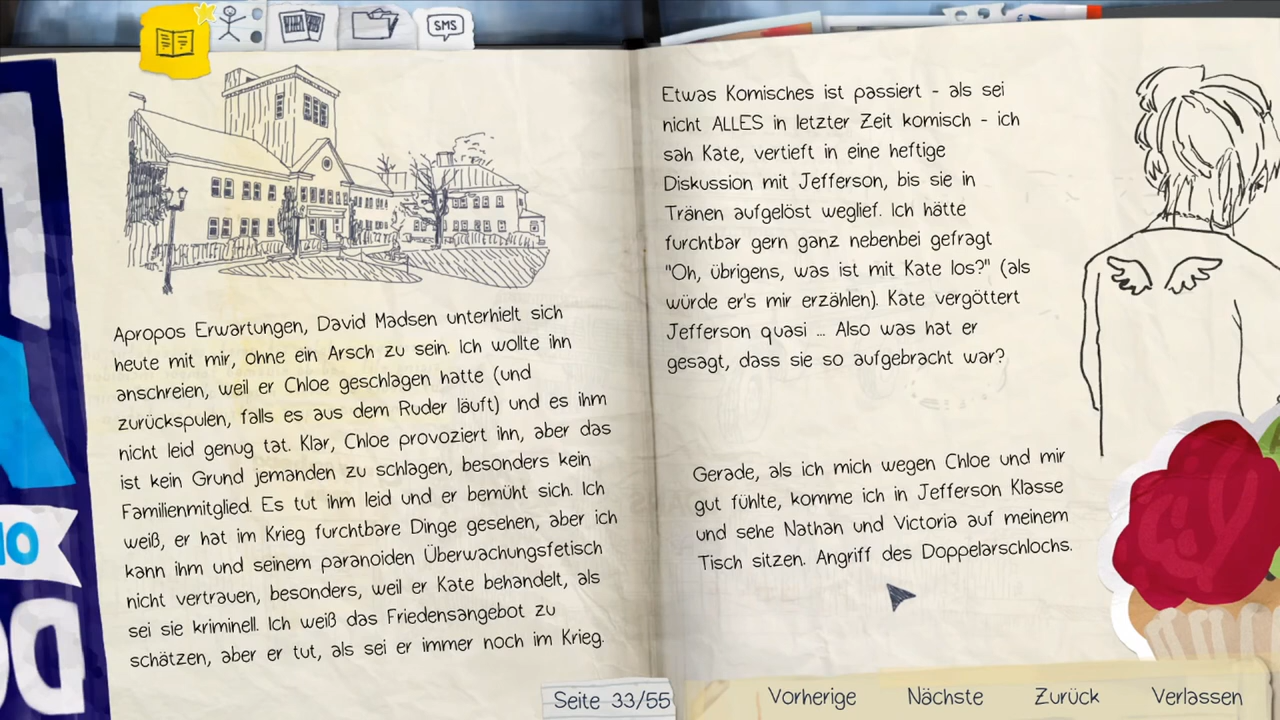 SMS
Apropos Erwartungen, David Madsen unterhielt sich
heute mit mir, ohne ein Arsch zu sein. Ich wollte ihn
anschreien, weil er Chloe geschlagen hatte (und
zurückspulen, falls es aus dem Ruder läuft) und es ihm
nicht leid genug tat. Klar, Chloe provoziert ihn, aber das
ist kein Grund jemanden zu schlagen, besonders kein
Familienmitglied. Es tut ihm leid und er bemüht sich. Ich
weiß, er hat im Krieg furchtbare Dinge gesehen, aber ich
kann ihm und seinem paranoiden Überwachungsfetisch
nicht vertrauen, besonders, weil er Kate behandelt, als
sei sie kriminell. Ich weiß das Friedensangebot zu
schätzen, aber er tut, als sei er immer noch im Krieg.
Etwas Komisches ist passiert - als sei
nicht ALLES in letzter Zeit komisch - ich
sah Kate, vertieft in eine heftige
Diskussion mit Jefferson, bis sie in
Tränen aufgelöst weglief. Ich hätte
furchtbar gern ganz nebenbei gefragt
"Oh, übrigens, was ist mit Kate los?" (als
würde er's mir erzählen). Kate vergöttert
Jefferson quasi ... Also was hat er
gesagt, dass sie so aufgebracht war?
Gerade, als ich mich wegen Chloe und mir
gut fühlte, komme ich in Jefferson Klasse
und sehe Nathan und Victoria auf meinem
Tisch sitzen. Angriff des Doppelarschlochs.
Seite 33/55
Vorherige Nächste Zurück Verlassen